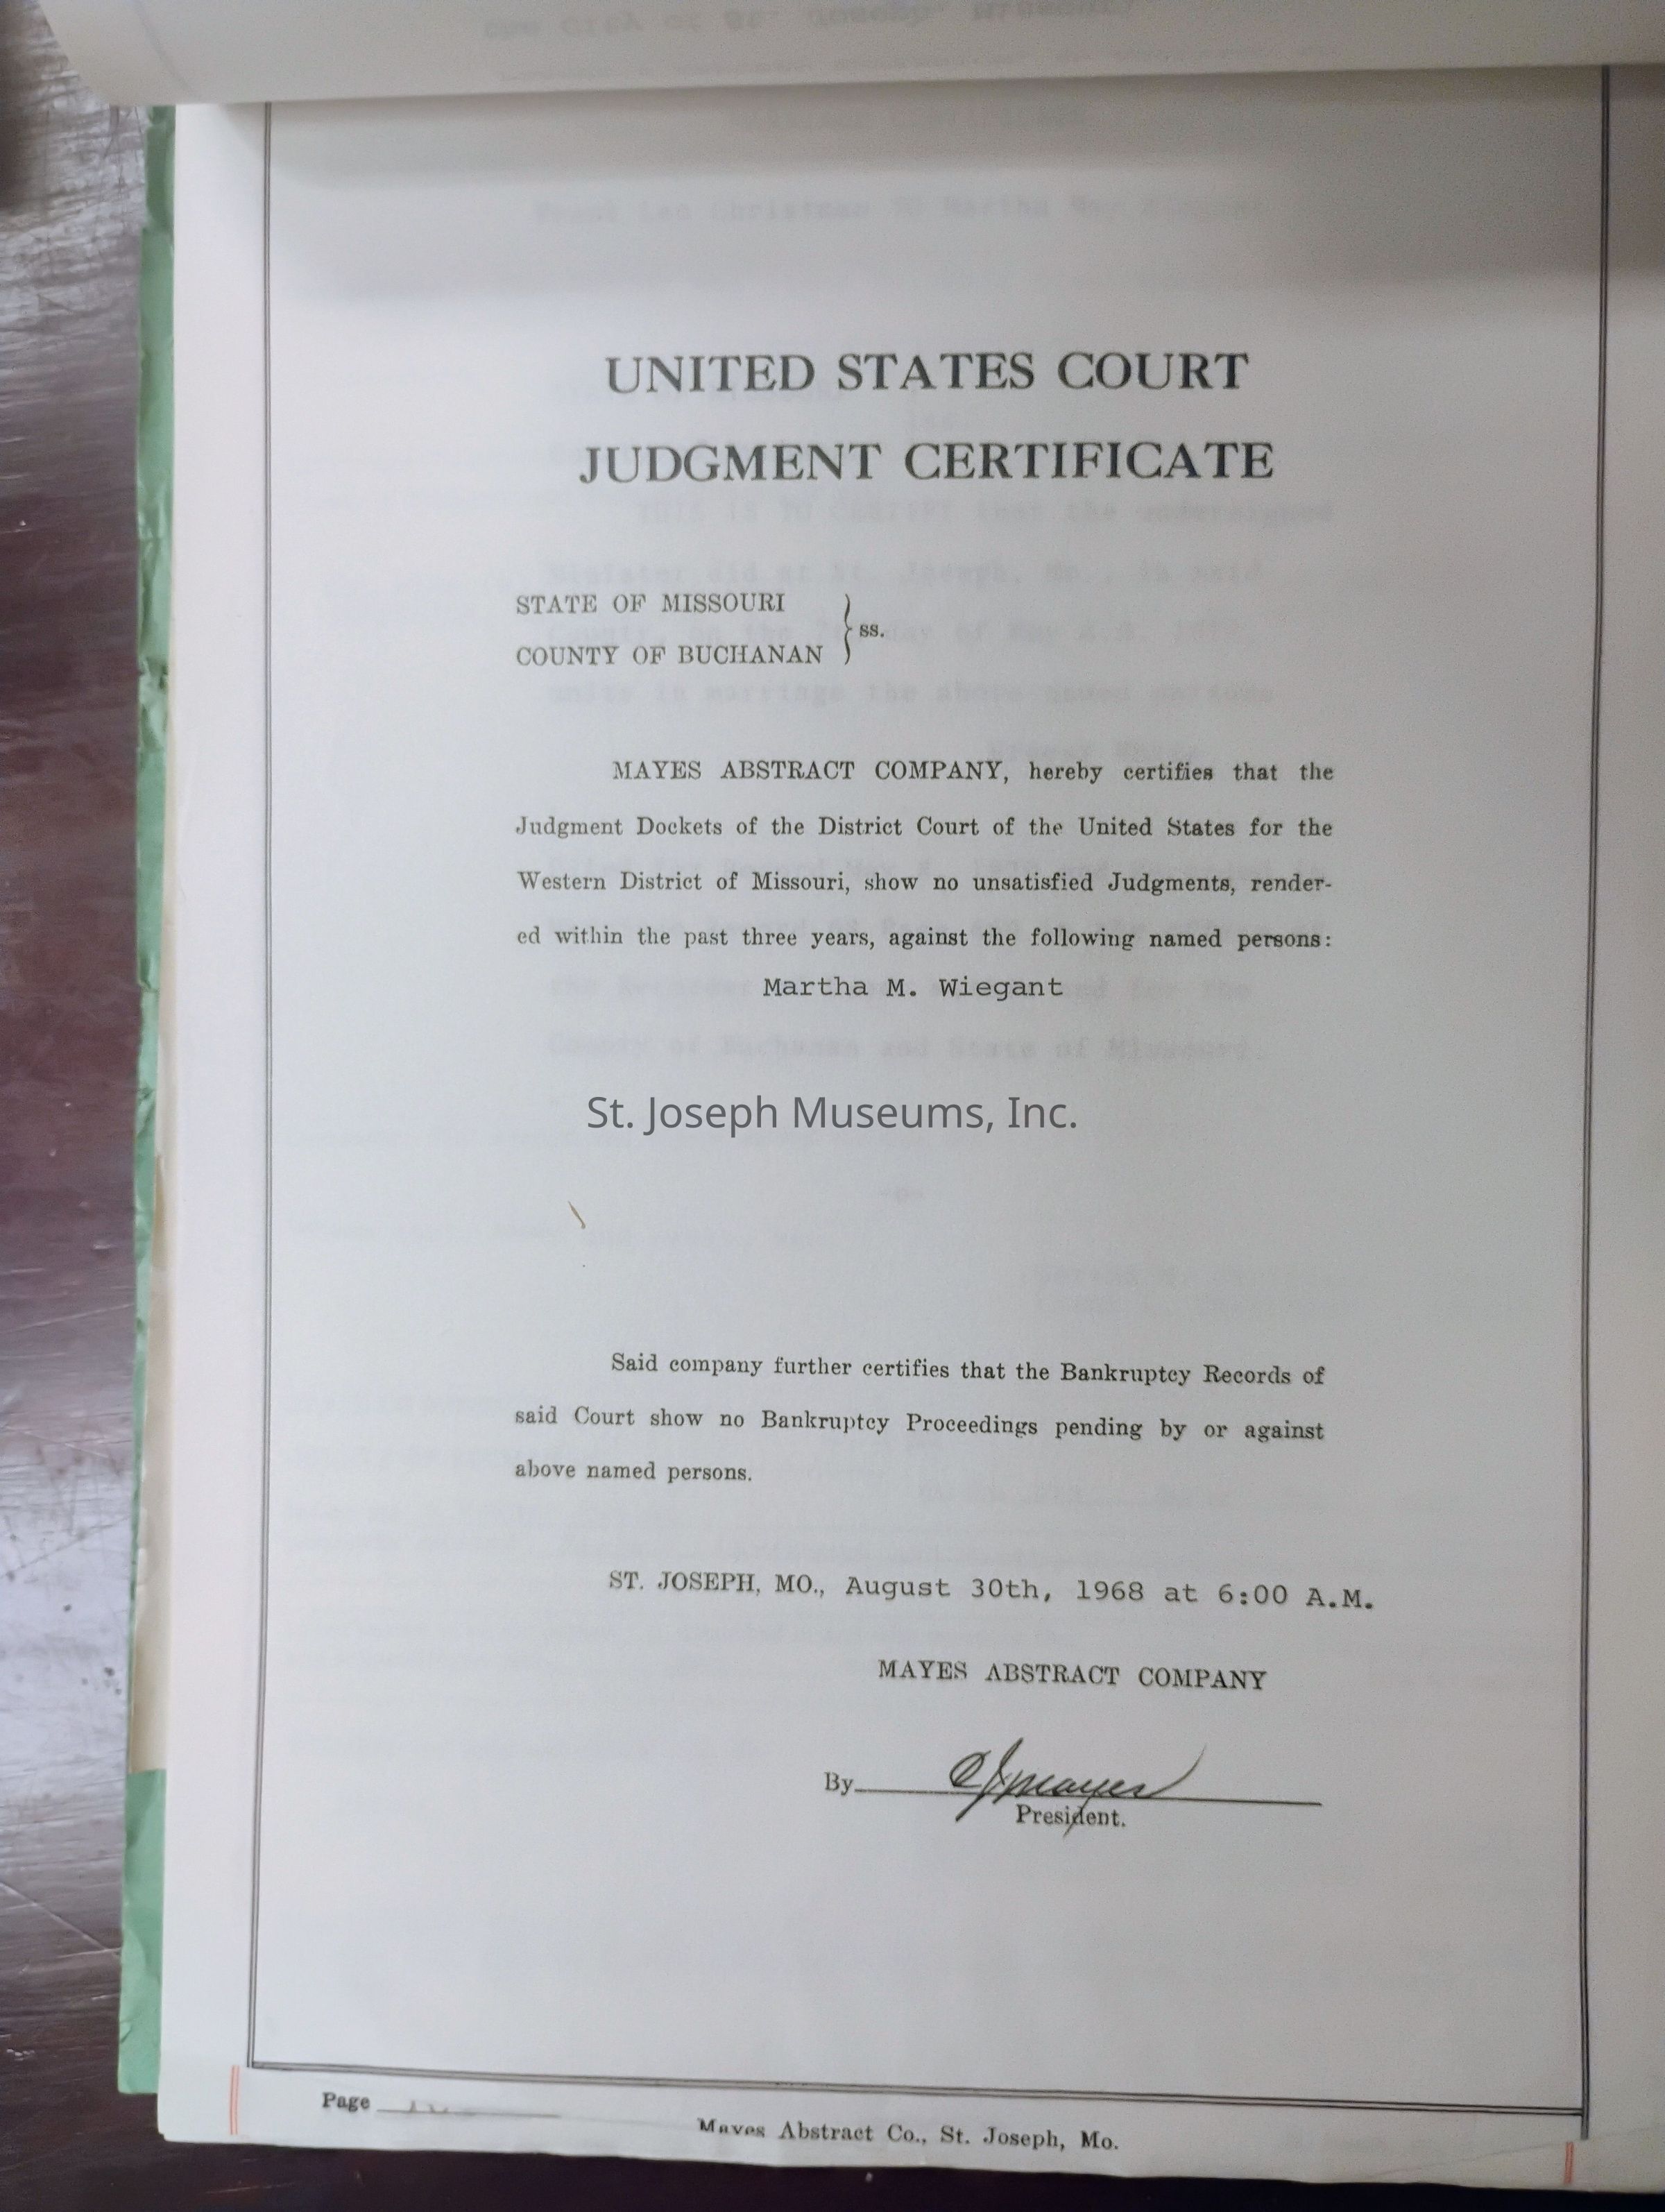 UNITED STATES COURT
JUDGMENT CERTIFICATE
STATE OF MISSOURI
COUNTY OF BUCHANAN
} ss.
MAYES ABSTRACT COMPANY, hereby certifies that the
Judgment Dockets of the District Court of the United States for the
Western District of Missouri, show no unsatisfied Judgments, render-
ed within the past three years, against the following named persons:
Martha M. Wiegant
St. Joseph Museums, Inc.
Said company further certifies that the Bankruptcy Records of
said Court show no Bankruptcy Proceedings pending by or against
above named persons.
ST. JOSEPH, MO., August 30th, 1968 at 6:00 A.M.
MAYES ABSTRACT COMPANY
By
President.
Page
Mayes Abstract Co., St. Joseph, Mo.